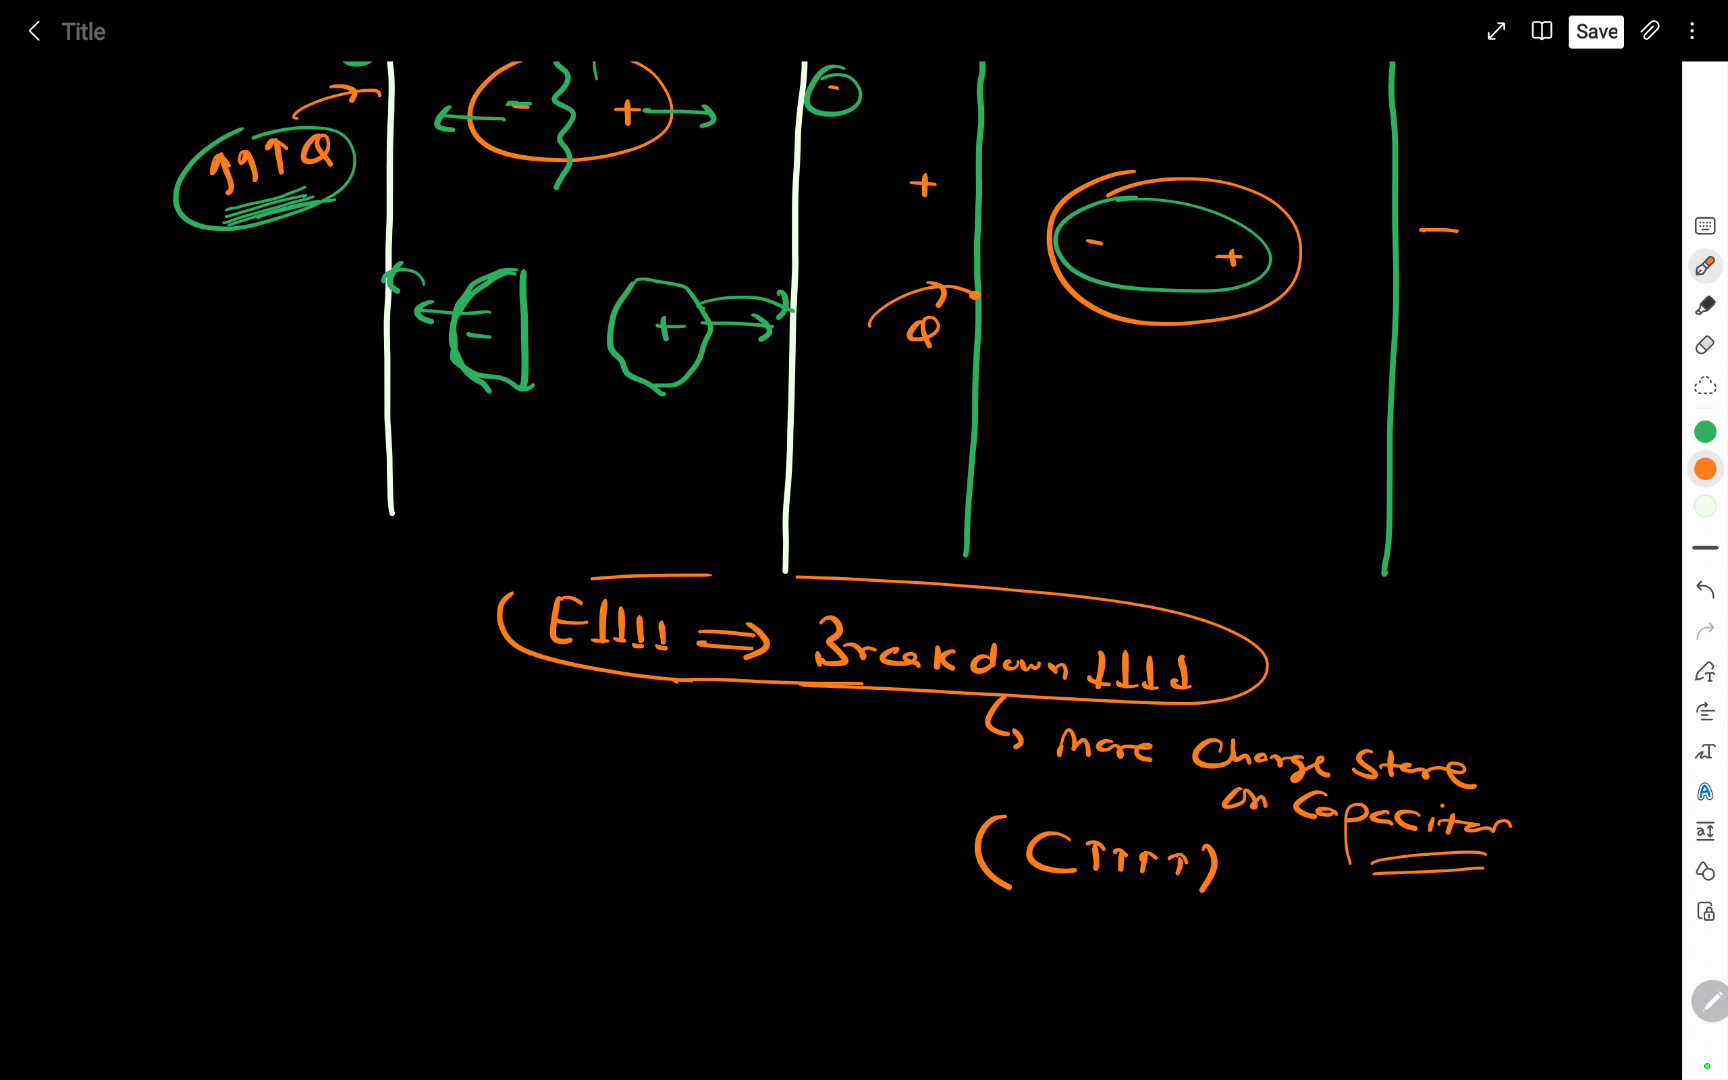 Title
Save
- +
-
↑↑↑ Q
+
- +
-
- +
Q
E↓↓↓↓ ⇒ Breakdown ↓↓↓↓
↳ more charge store
on capacitor
(C↑↑↑↑)